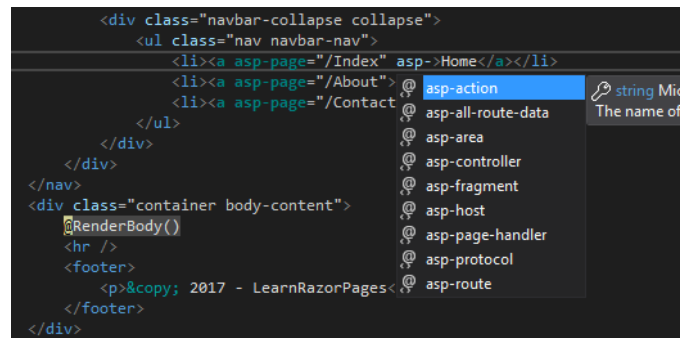 <div class="navbar-collapse collapse">
<ul class="nav navbar-nav">
<li><a asp-page="/Index" asp->Home</a></li>
<li><a asp-page="/About">
<li><a asp-page="/Contact
</ul>
</div>
</div>
</nav>
<div class="container body-content">
@RenderBody()
<hr />
<footer>
<p>&copy; 2017 - LearnRazorPages<
</footer>
</div>
asp-action
asp-all-route-data
asp-area
asp-controller
asp-fragment
asp-host
asp-page-handler
asp-protocol
asp-route
string Mic
The name of